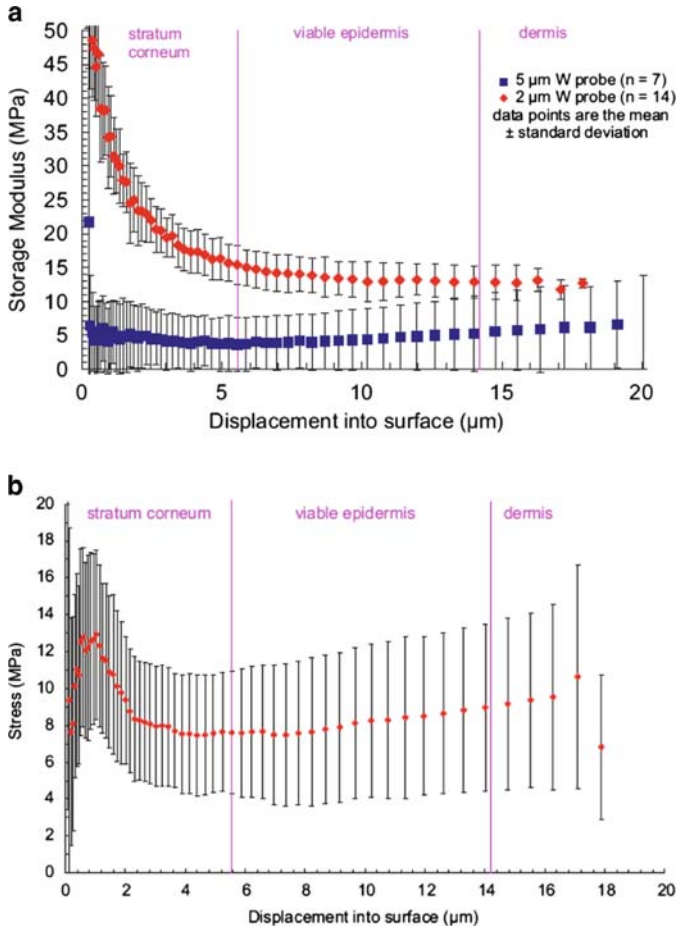 a
50
45
40
35
30
25
20
15
10
5
0
Storage Modulus (MPa)
stratum
corneum
viable epidermis
dermis
5 µm W probe (n = 7)
2 µm W probe (n = 14)
data points are the mean
± standard deviation
0 5 10 15 20
Displacement into surface (µm)
b
20
18
16
14
12
10
8
6
4
2
0
Stress (MPa)
stratum corneum
viable epidermis
dermis
0 2 4 6 8 10 12 14 16 18 20
Displacement into surface (µm)